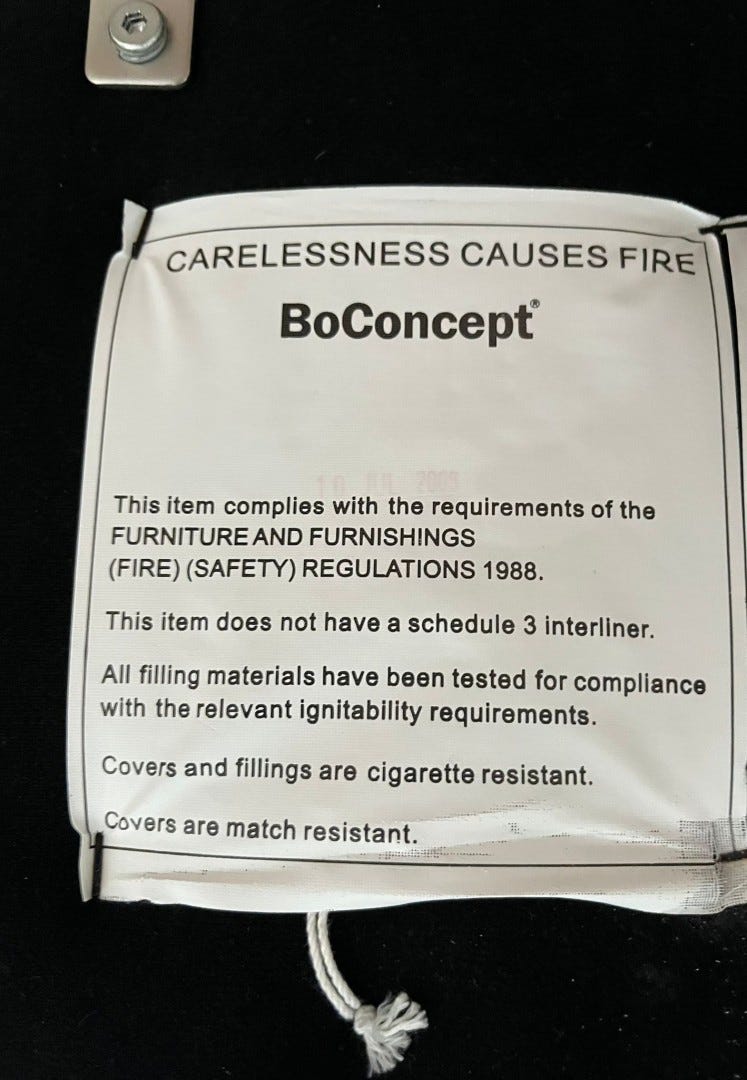 CARELESSNESS CAUSES FIRE
BoConcept®
This item complies with the requirements of the
FURNITURE AND FURNISHINGS
(FIRE) (SAFETY) REGULATIONS 1988.
This item does not have a schedule 3 interliner.
All filling materials have been tested for compliance
with the relevant ignitability requirements.
Covers and fillings are cigarette resistant.
Covers are match resistant.